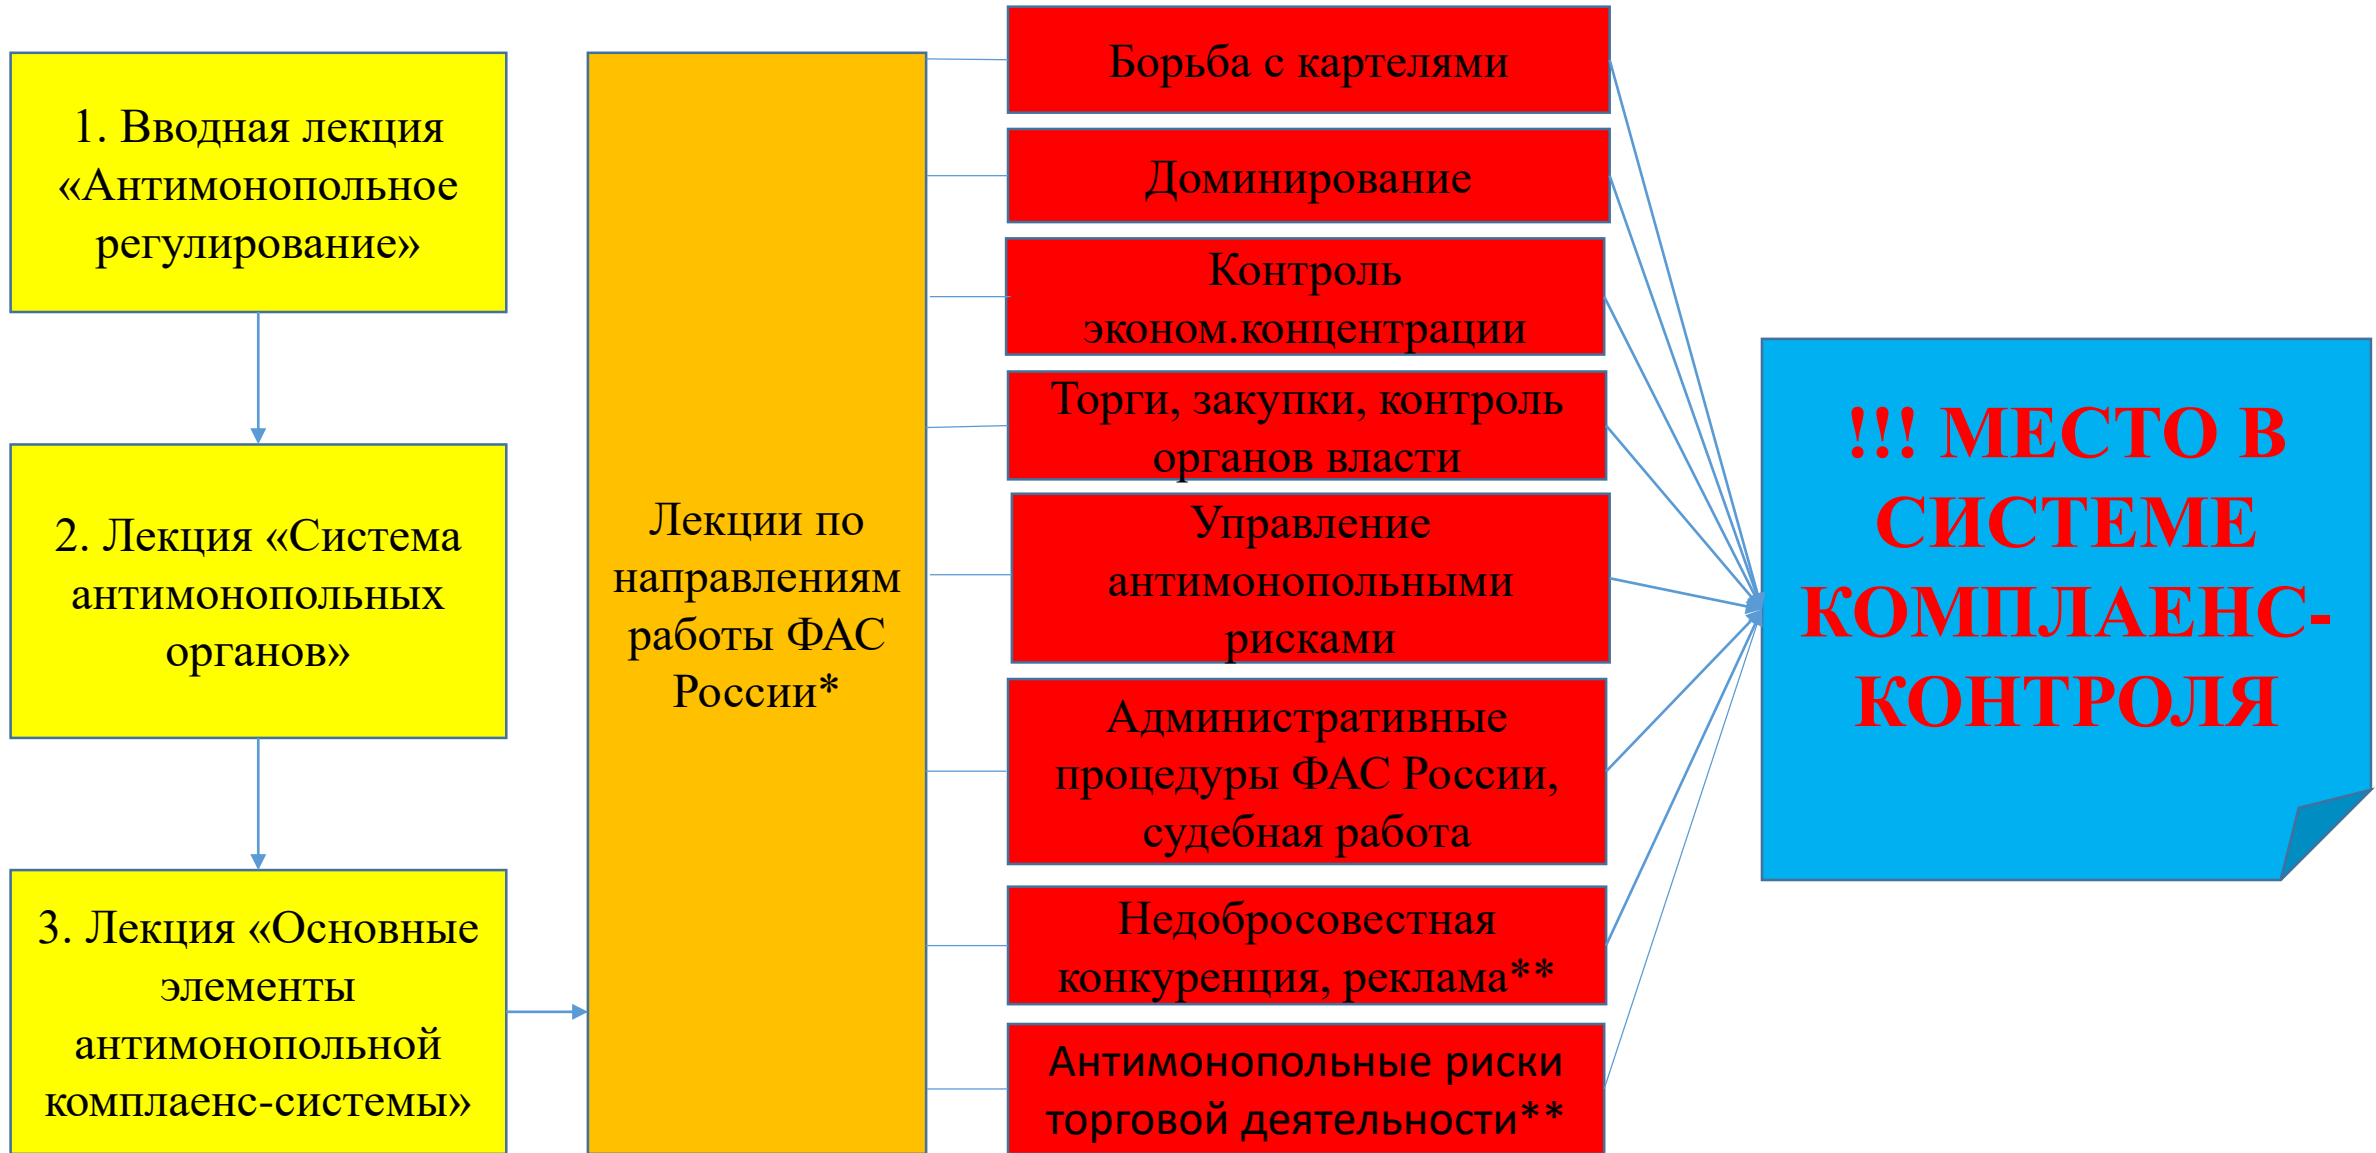 1. Вводная лекция
«Антимонопольное
регулирование»
2. Лекция «Система
антимонопольных
органов»
3. Лекция «Основные
элементы
антимонопольной
комплаенс-системы»
Лекции по
направлениям
работы ФАС
России*
Борьба с картелями
Доминирование
Контроль
эконом.концентрации
Торги, закупки, контроль
органов власти
Управление
антимонопольными
рисками
Административные
процедуры ФАС России,
судебная работа
Недобросовестная
конкуренция, реклама**
Антимонопольные риски
торговой деятельности**
!!! МЕСТО В
СИСТЕМЕ
КОМПЛАЕНС-
КОНТРОЛЯ